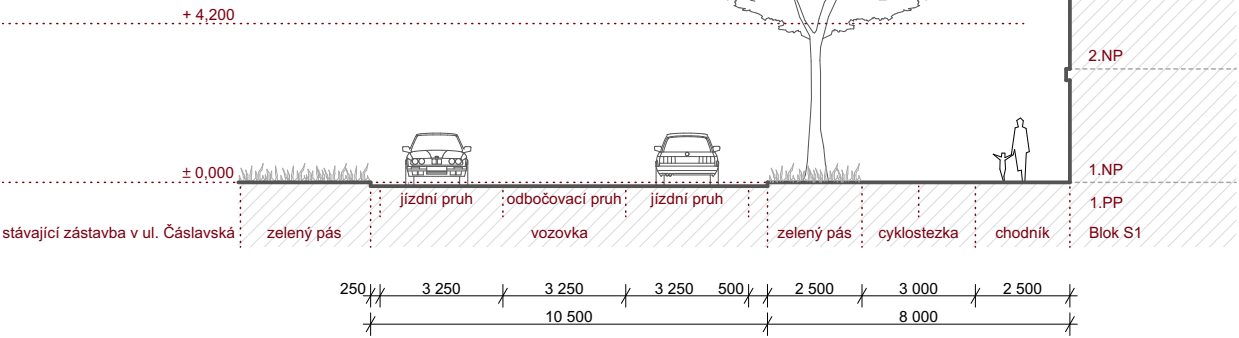 + 4,200
2.NP
± 0,000
1.NP
jízdní pruh odbočovací pruh jízdní pruh
1.PP
stávající zástavba v ul. Čáslavská zelený pás vozovka zelený pás cyklostezka chodník Blok S1
250 3 250 3 250 3 250 500 2 500 3 000 2 500
10 500 8 000